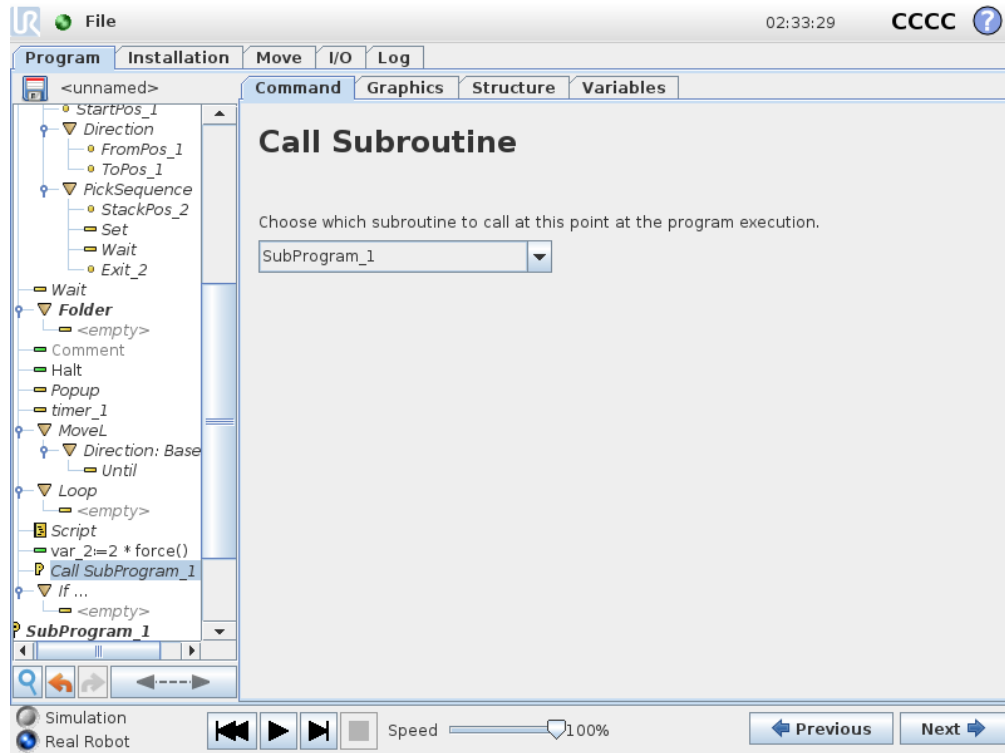 UR File 02:33:29 CCCC ?
Program Installation Move I/O Log
<unnamed>
Command Graphics Structure Variables
StartPos_1
Direction
FromPos_1
ToPos_1
PickSequence
StackPos_2
Set
Wait
Exit_2
Wait
Folder
<empty>
Comment
Halt
Popup
timer_1
MoveL
Direction: Base
Until
Loop
<empty>
Script
var_2:=2 * force()
Call SubProgram_1
If ...
<empty>
SubProgram_1
Call Subroutine
Choose which subroutine to call at this point at the program execution.
SubProgram_1
Simulation
Real Robot
Speed 100%
Previous Next